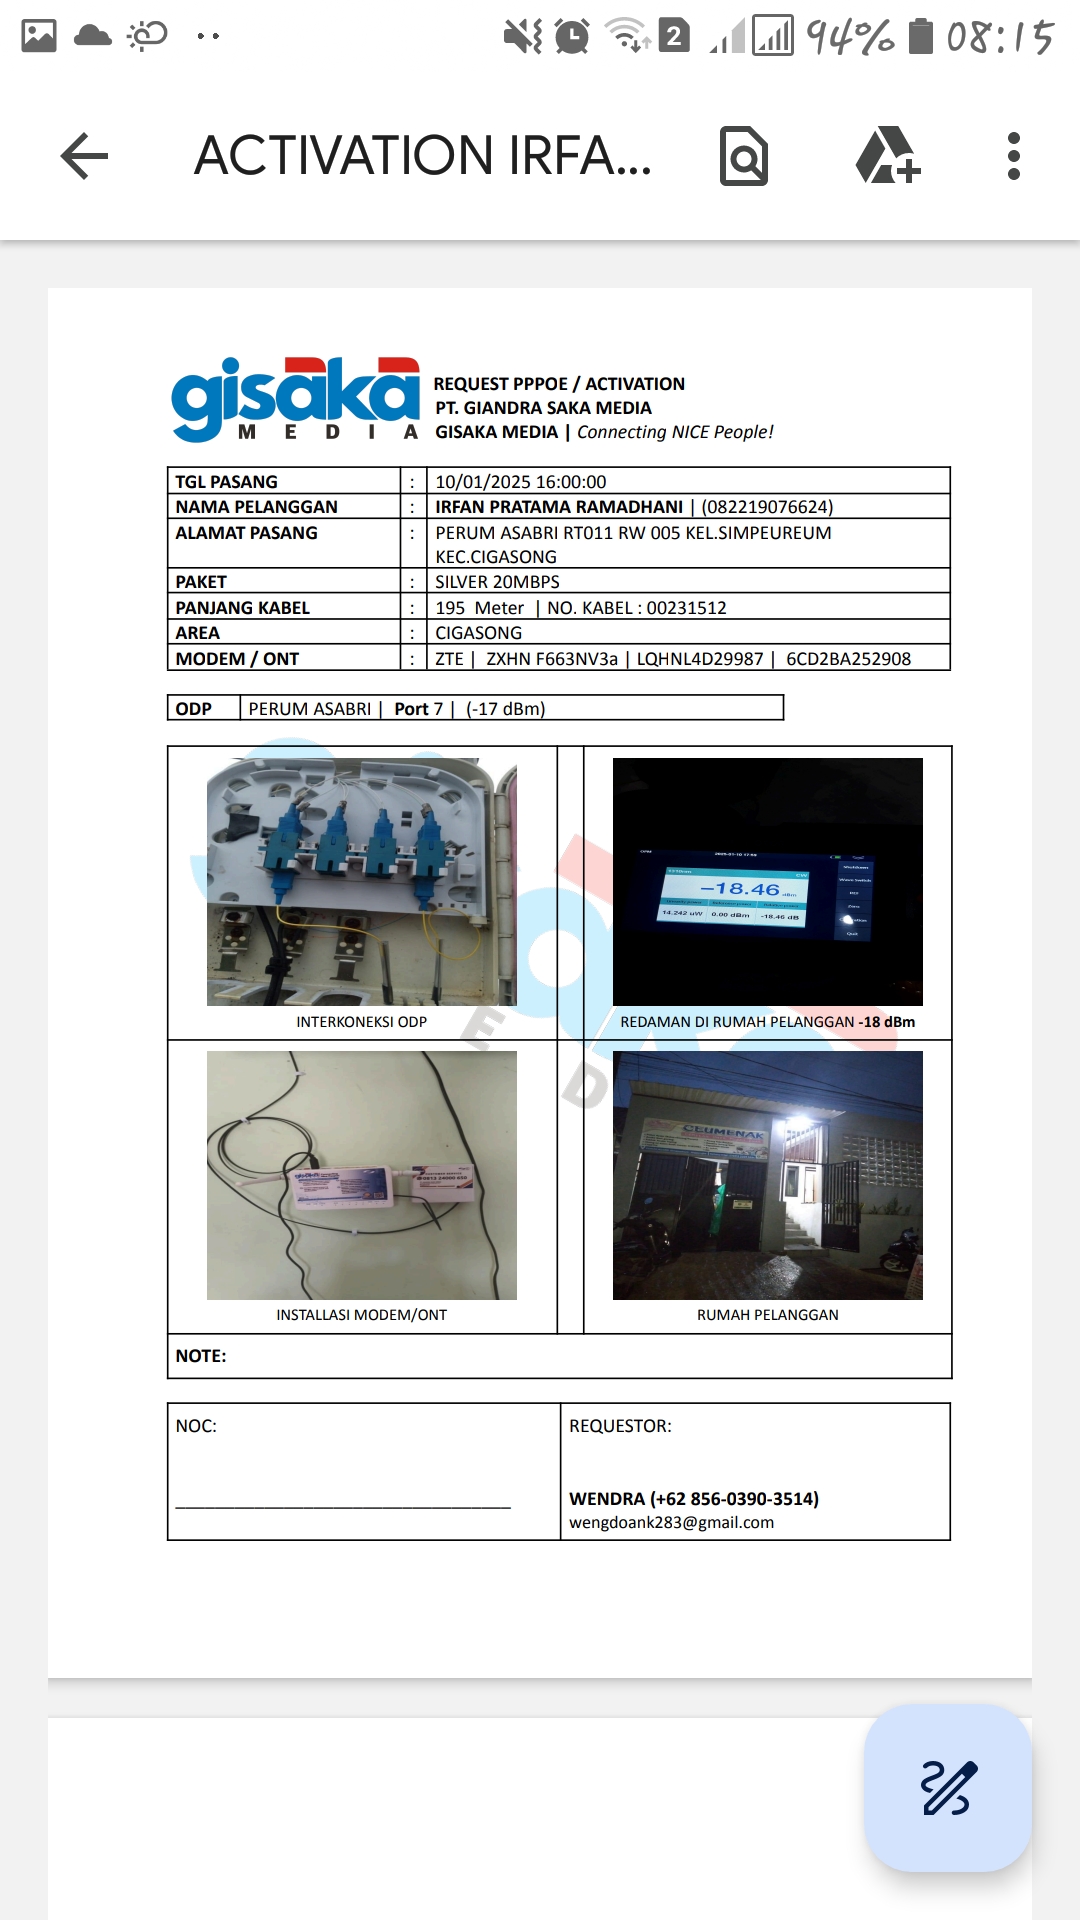 94% 08:15
ACTIVATION IRFA...
gisaka
MEDIA
REQUEST PPPOE / ACTIVATION
PT. GIANDRA SAKA MEDIA
GISAKA MEDIA | Connecting NICE People!
TGL PASANG : 10/01/2025 16:00:00
NAMA PELANGGAN : IRFAN PRATAMA RAMADHANI | (082219076624)
ALAMAT PASANG : PERUM ASABRI RT011 RW 005 KEL.SIMPEUREUM
KEC.CIGASONG
PAKET : SILVER 20MBPS
PANJANG KABEL : 195 Meter | NO. KABEL : 00231512
AREA : CIGASONG
MODEM / ONT : ZTE | ZXHN F663NV3a | LQHNL4D29987 | 6CD2BA252908
ODP PERUM ASABRI | Port 7 | (-17 dBm)
-18.46 dBm
14.242 uW 0.00 dBm -18.46 dB
Quit
INTERKONEKSI ODP
REDAMAN DI RUMAH PELANGGAN -18 dBm
gisaka
CEUMENAK
INSTALLASI MODEM/ONT
RUMAH PELANGGAN
NOTE:
NOC:
REQUESTOR:
WENDRA (+62 856-0390-3514)
wengdoank283@gmail.com